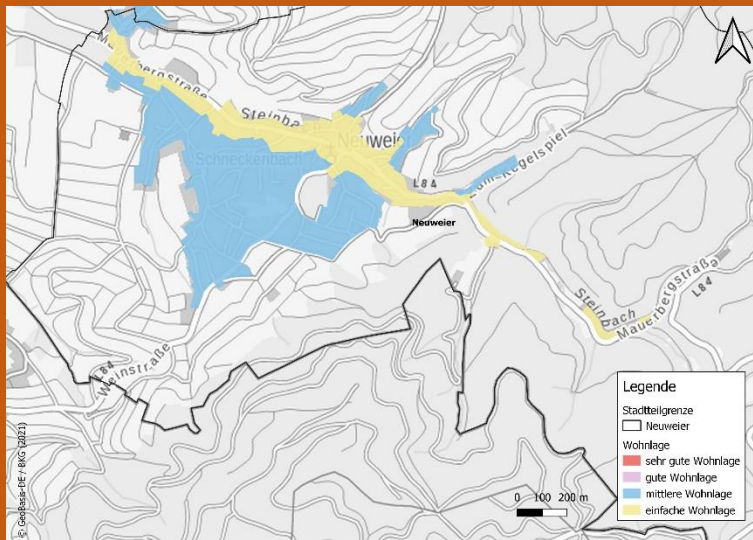 Mauerbergstraße
Steinbach
Neuweier
Schneckenbach
L 84
Zum Kegelspiel
Neuweier
Steinbach
Mauerbergstraße
L 84
L 84
Weinstraße
Legende
Stadtteilgrenze
Neuweier
Wohnlage
sehr gute Wohnlage
gute Wohnlage
mittlere Wohnlage
einfache Wohnlage
0 100 200 m
© GeoBasis-DE / BKG (2021)